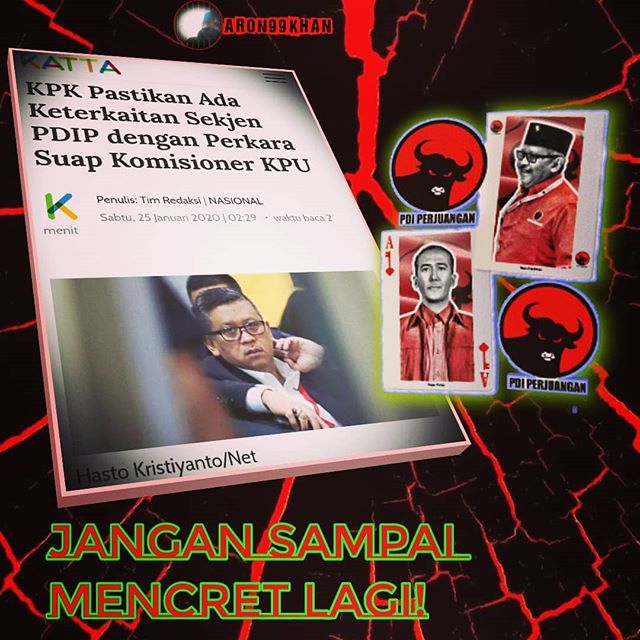 ARON99KHAN
KATTA
KPK Pastikan Ada
Keterkaitan Sekjen
PDIP dengan Perkara
Suap Komisioner KPU
menit
Penulis: Tim Redaksi | NASIONAL
Sabtu, 25 Januari 2020 | 02:29 • waktu baca 2
Hasto Kristiyanto/Net
PDI PERJUANGAN
A
A
PDI PERJUANGAN
JANGAN SAMPAL
MENCRET LAGI!